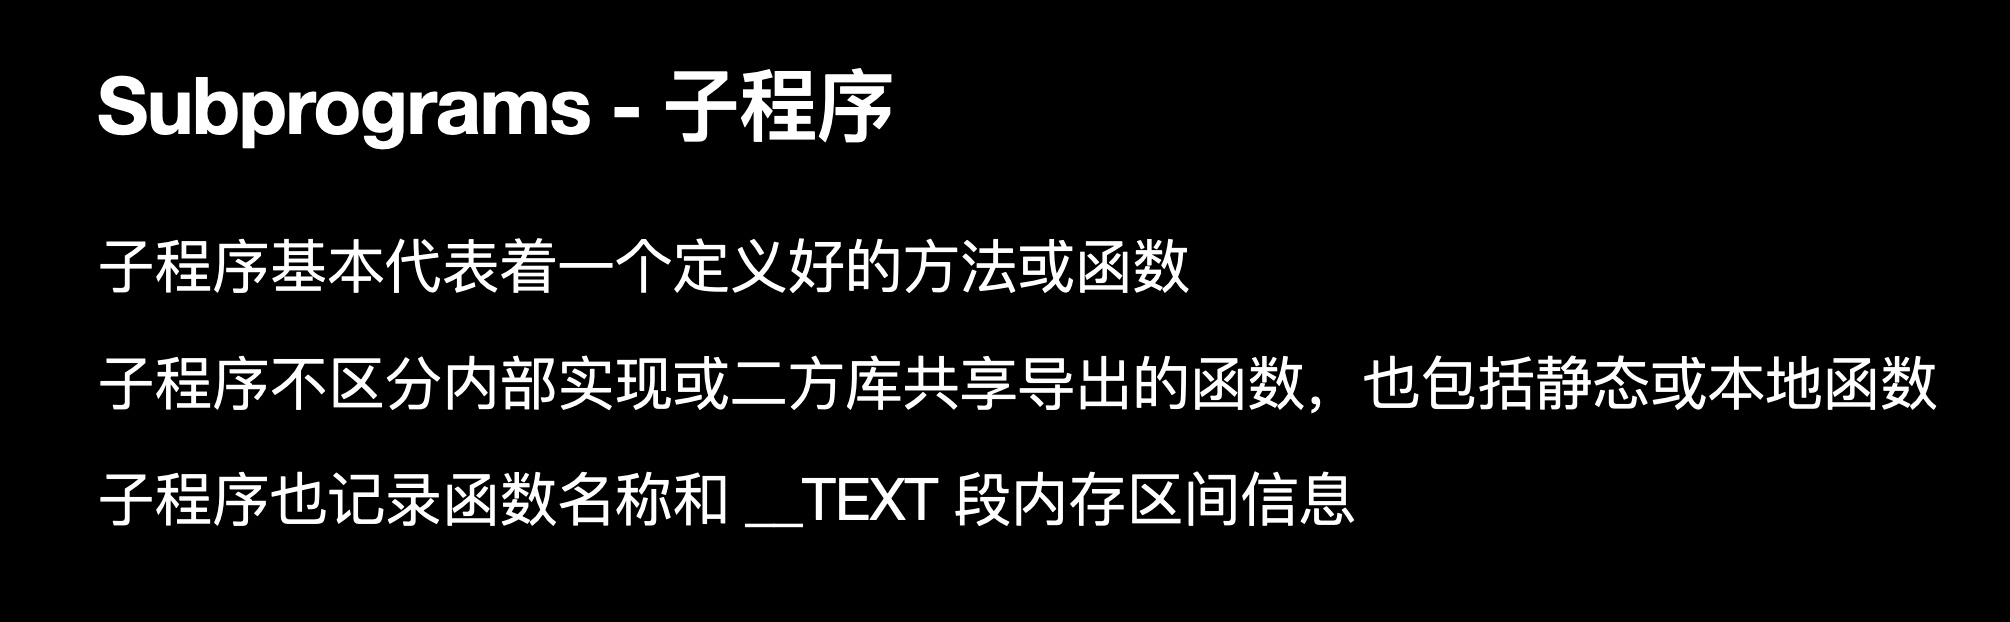 Subprograms - 子程序
子程序基本代表着一个定义好的方法或函数
子程序不区分内部实现或二方库共享导出的函数，也包括静态或本地函数
子程序也记录函数名称和 __TEXT 段内存区间信息